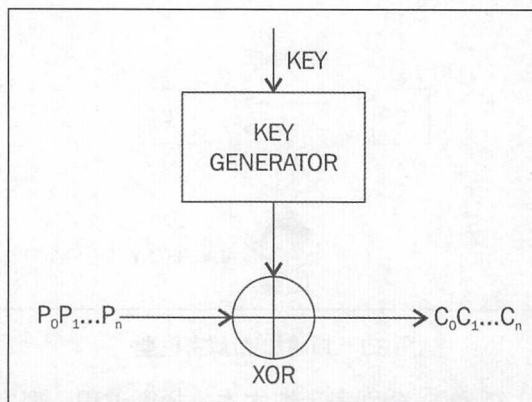 KEY
KEY
GENERATOR
P₀P₁...Pₙ
C₀C₁...Cₙ
XOR